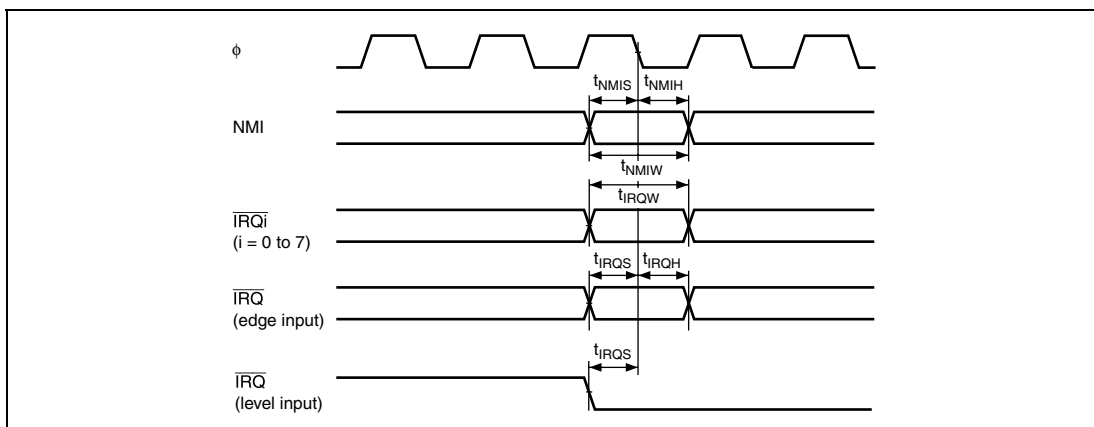 φ
tNMIS tNMIH
NMI
tNMIW
tIRQW
IRQi
(i = 0 to 7)
tIRQS tIRQH
IRQ
(edge input)
tIRQS
IRQ
(level input)